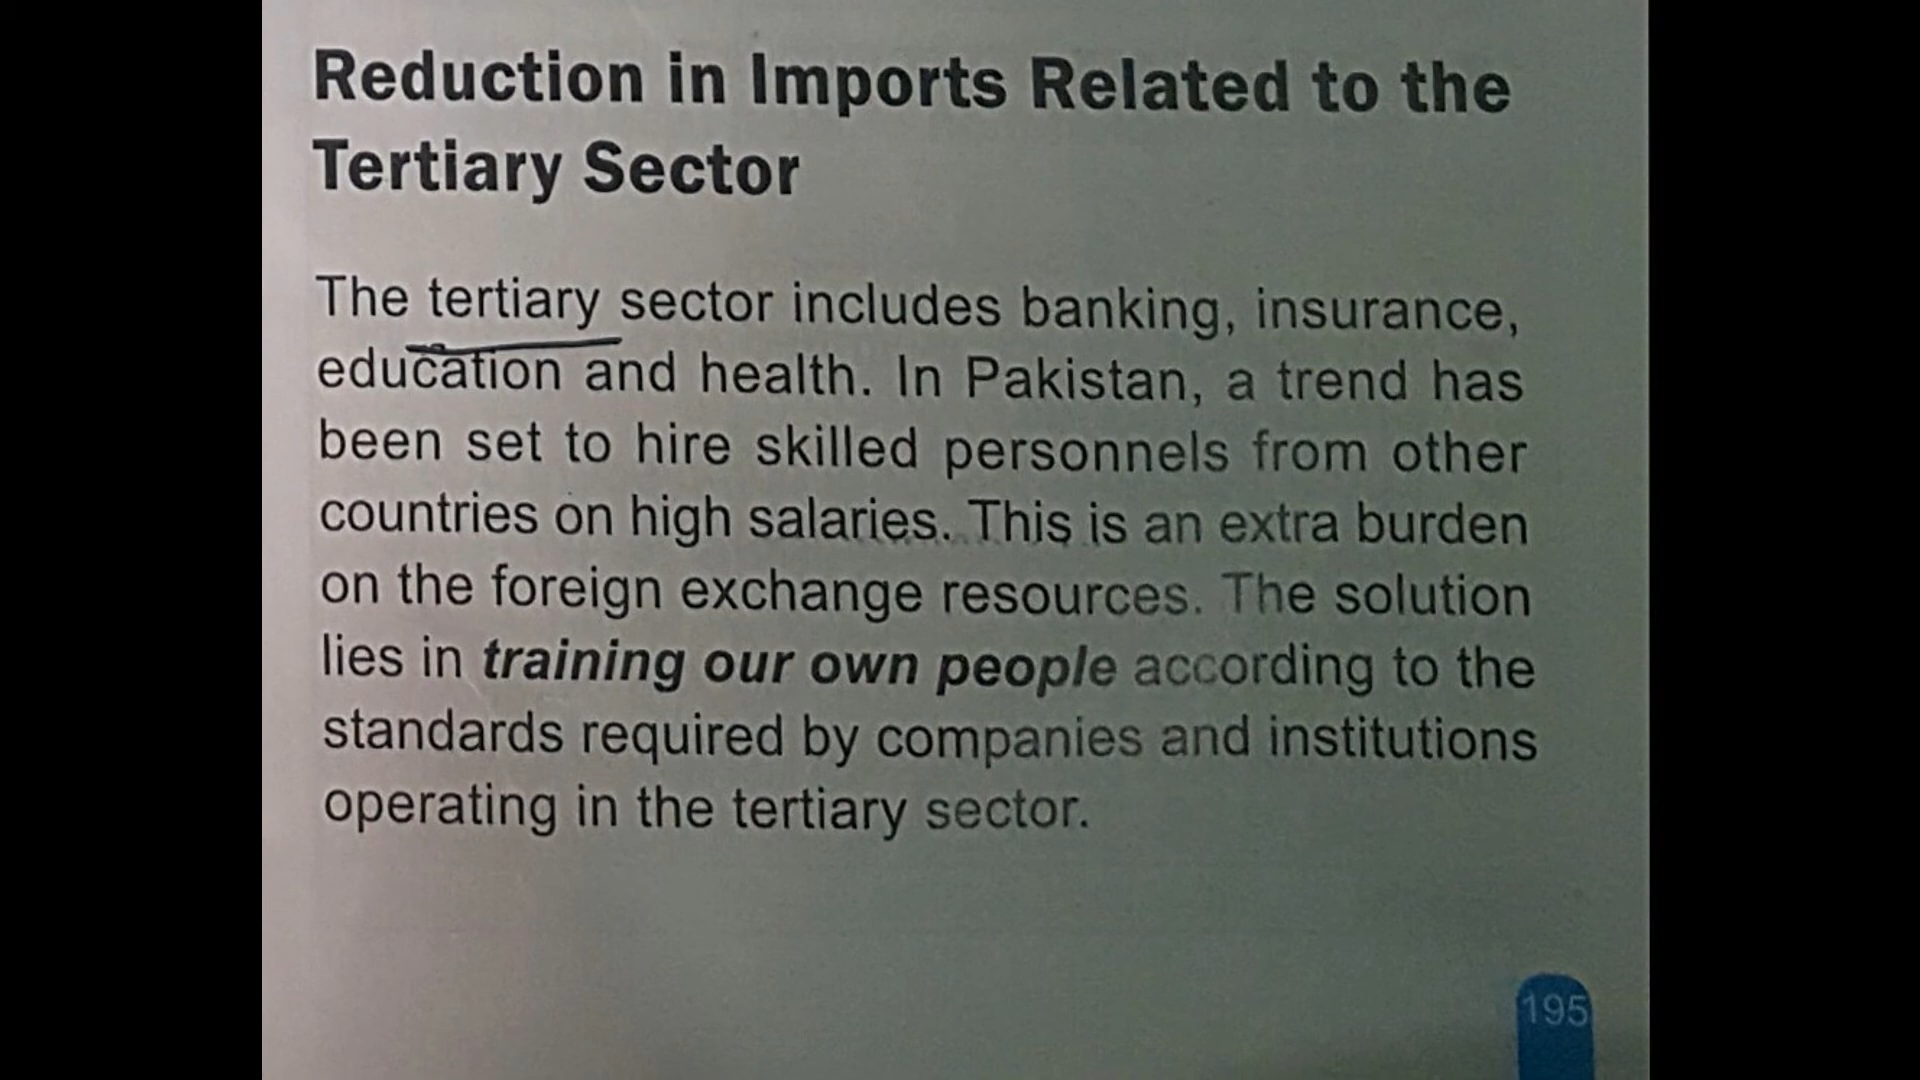 Reduction in Imports Related to the
Tertiary Sector
The tertiary sector includes banking, insurance,
education and health. In Pakistan, a trend has
been set to hire skilled personnels from other
countries on high salaries. This is an extra burden
on the foreign exchange resources. The solution
lies in training our own people according to the
standards required by companies and institutions
operating in the tertiary sector.
195